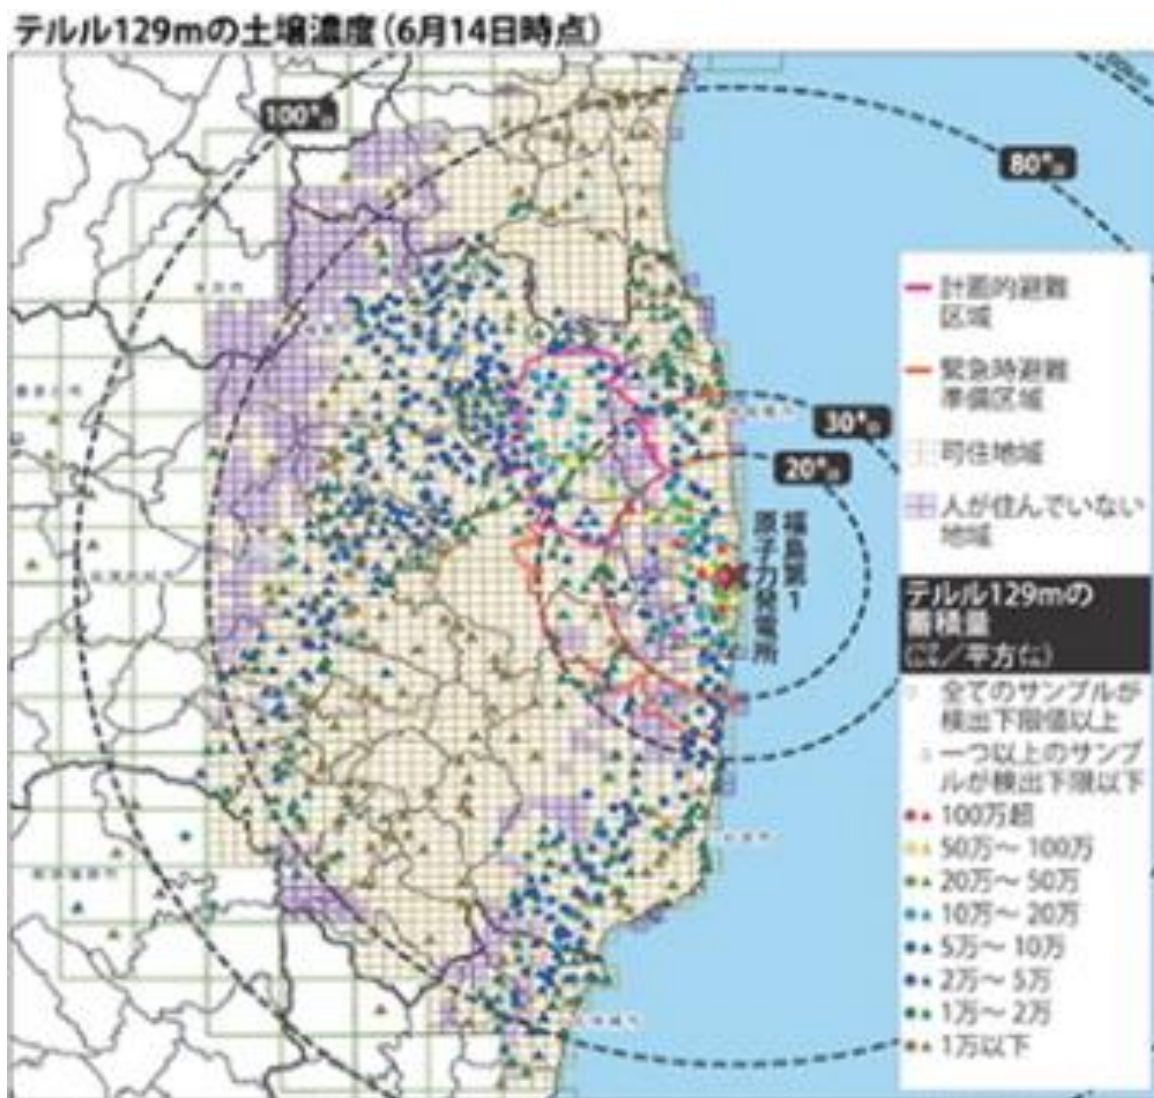 テルル129mの土壌濃度(6月14日時点)
100㌔
80㌔
30㌔
20㌔
福島第1
原子力発電所
計画的避難
区域
緊急時避難
準備区域
可住地域
人が住んでいない
地域
テルル129mの
蓄積量
(㏃/平方㍍)
全てのサンプルが
検出下限値以上
一つ以上のサンプ
ルが検出下限以下
100万超
50万〜100万
20万〜50万
10万〜20万
5万〜10万
2万〜5万
1万〜2万
1万以下